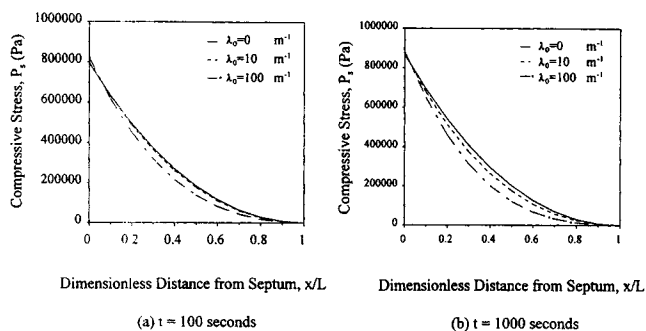 (a)
1000000
800000
600000
400000
200000
0
Compressive Stress, Ps (Pa)
λ₀=0 m⁻¹
λ₀=10 m⁻¹
λ₀=100 m⁻¹
0 0.2 0.4 0.6 0.8 1
Dimensionless Distance from Septum, x/L
(a) t = 100 seconds
(b)
1000000
800000
600000
400000
200000
0
Compressive Stress, Ps (Pa)
λ₀=0 m⁻¹
λ₀=10 m⁻¹
λ₀=100 m⁻¹
0 0.2 0.4 0.6 0.8 1
Dimensionless Distance from Septum, x/L
(b) t = 1000 seconds